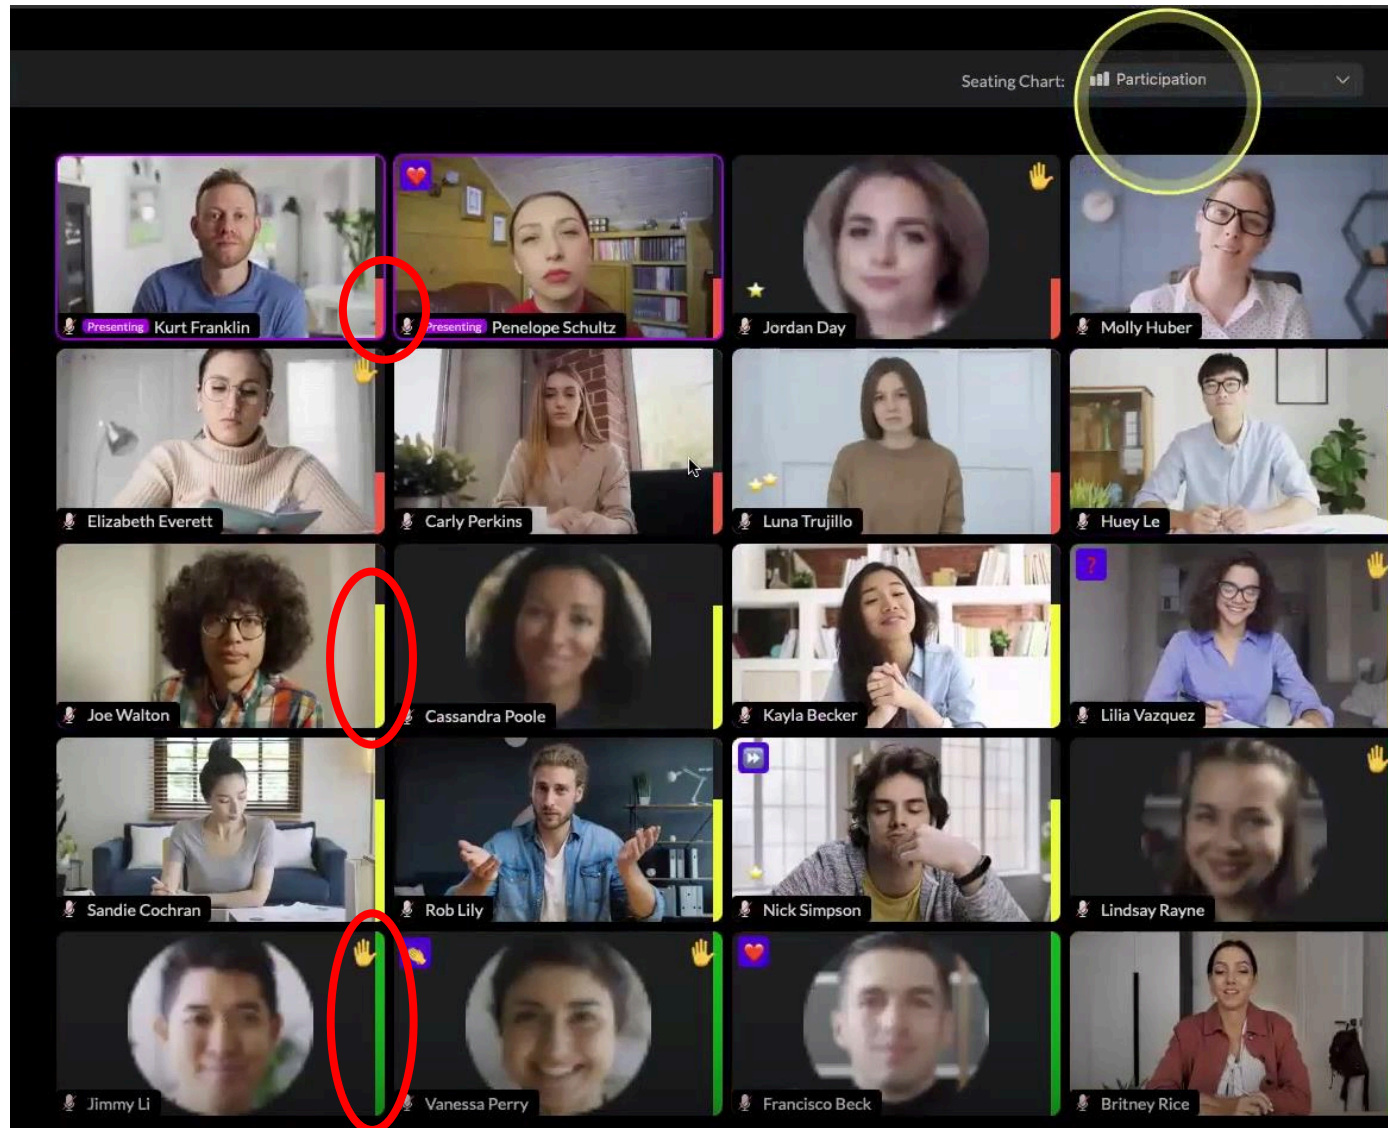 Seating Chart: Participation
Presenting Kurt Franklin
Presenting Penelope Schultz
Jordan Day
Molly Huber
Elizabeth Everett
Carly Perkins
Luna Trujillo
Huey Le
Joe Walton
Cassandra Poole
Kayla Becker
Lilia Vazquez
Sandie Cochran
Rob Lily
Nick Simpson
Lindsay Rayne
Jimmy Li
Vanessa Perry
Francisco Beck
Britney Rice